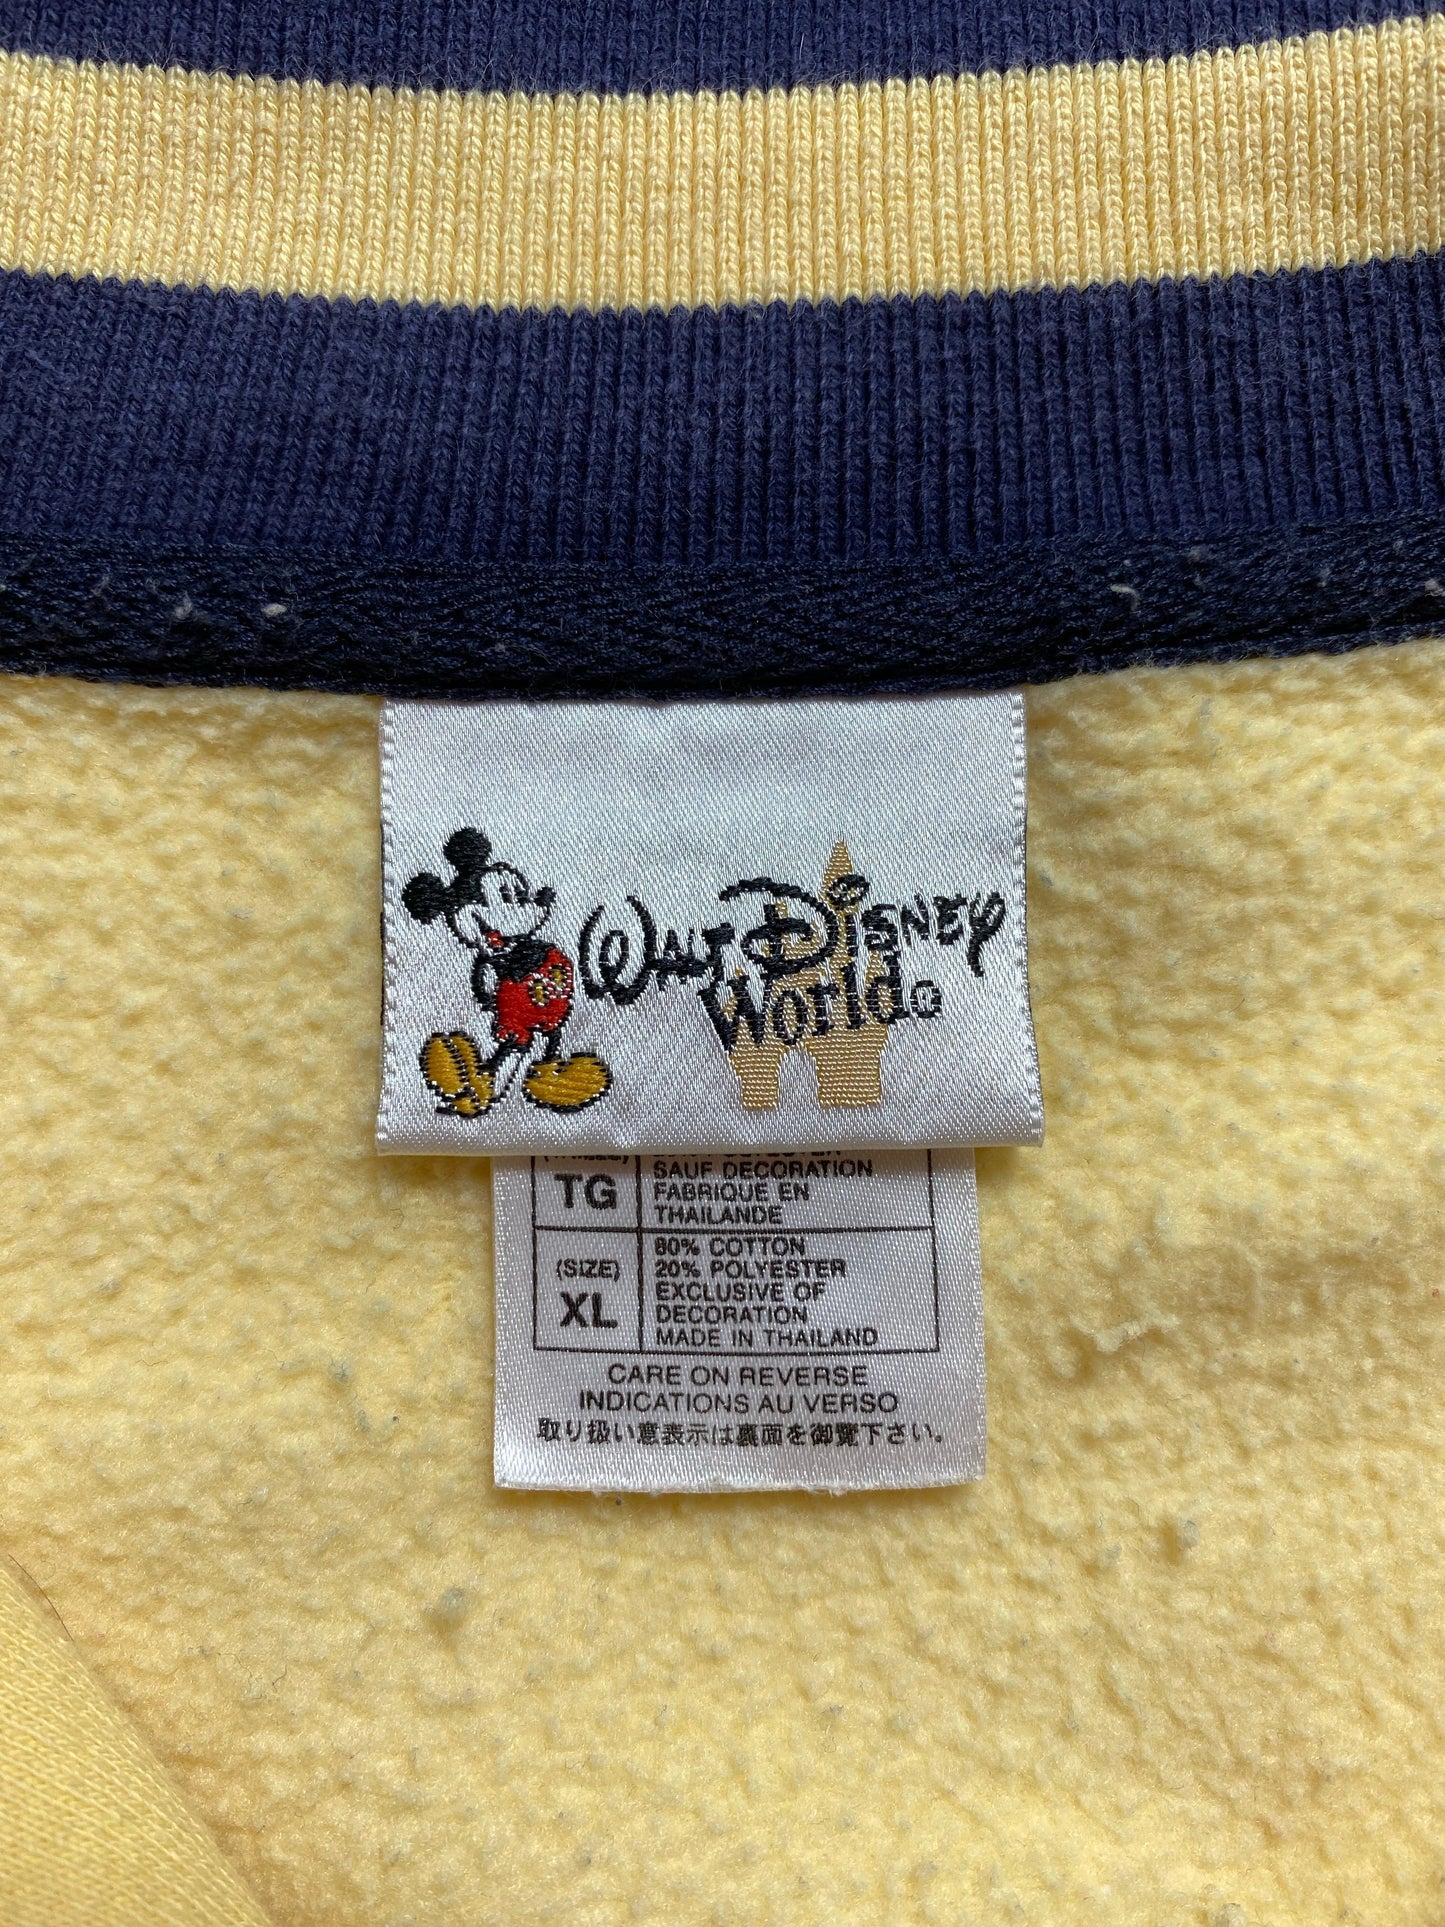 WALT DISNEY
World®
TG
SAUF DECORATION
FABRIQUE EN
THAILANDE
(SIZE)
XL
80% COTTON
20% POLYESTER
EXCLUSIVE OF
DECORATION
MADE IN THAILAND
CARE ON REVERSE
INDICATIONS AU VERSO
取り扱い意表示は裏面を御覧下さい。